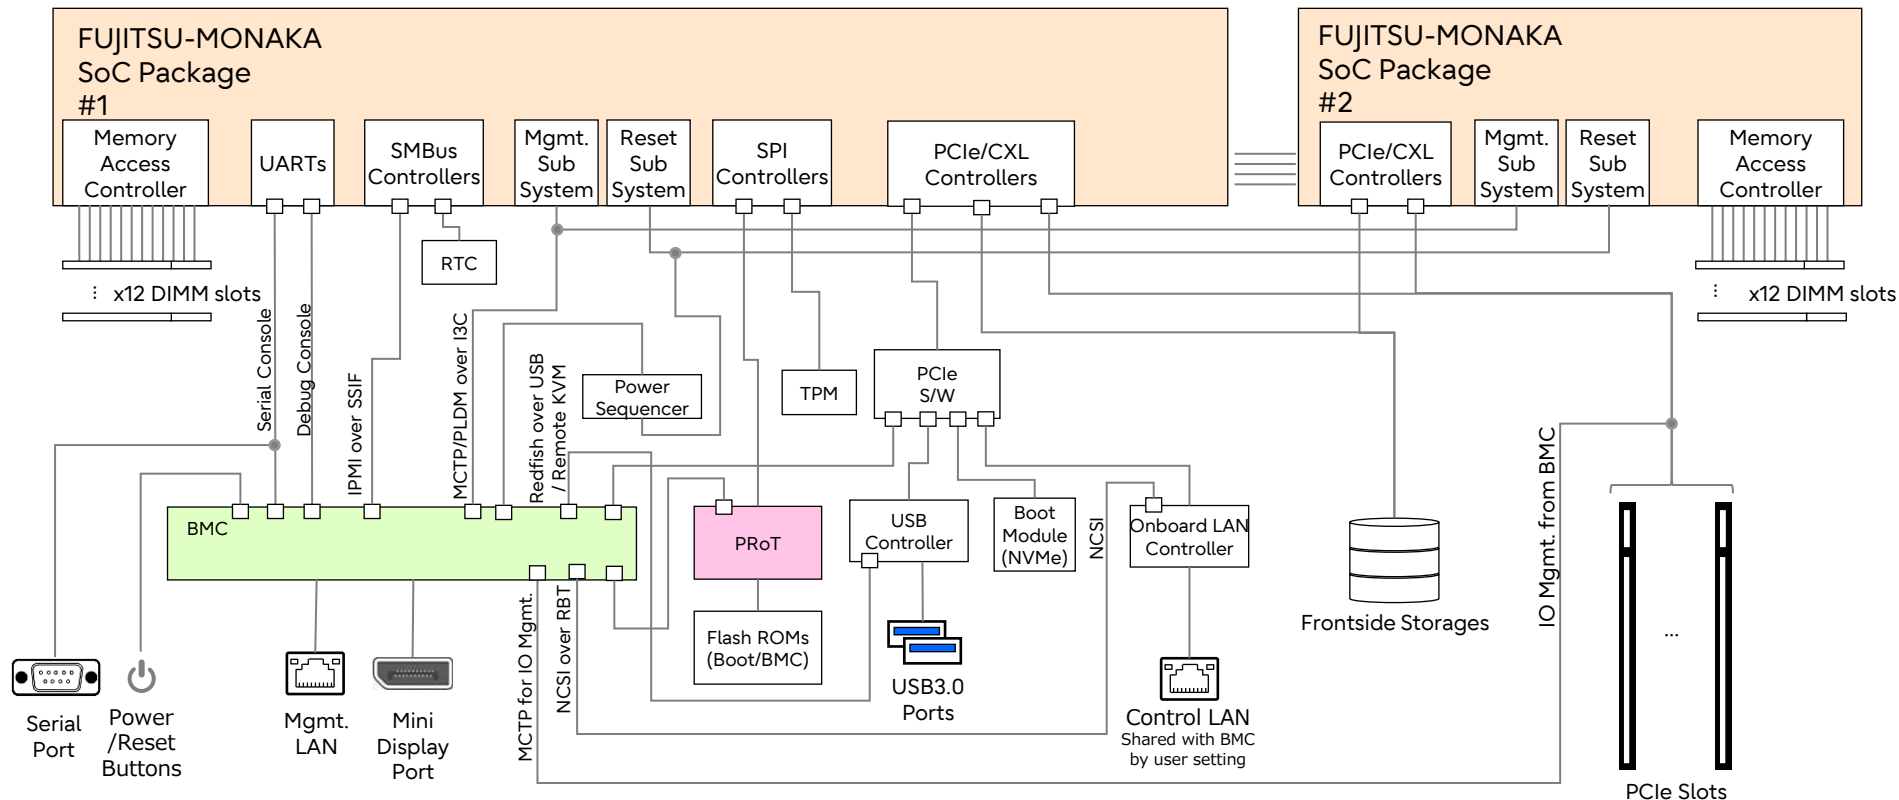 FUJITSU-MONAKA
SoC Package
#1
FUJITSU-MONAKA
SoC Package
#2
Memory
Access
Controller
UARTs
SMBus
Controllers
Mgmt.
Sub
System
Reset
Sub
System
SPI
Controllers
PCIe/CXL
Controllers
PCIe/CXL
Controllers
Mgmt.
Sub
System
Reset
Sub
System
Memory
Access
Controller
RTC
⋮ x12 DIMM slots
⋮ x12 DIMM slots
Serial Console
Debug Console
IPMI over SSIF
MCTP/PLDM over I3C
Redfish over USB
/ Remote KVM
Power
Sequencer
TPM
PCIe
S/W
IO Mgmt. from BMC
BMC
PRoT
USB
Controller
Boot
Module
(NVMe)
NCSI
Onboard LAN
Controller
MCTP for IO Mgmt.
NCSI over RBT
Flash ROMs
(Boot/BMC)
Frontside Storages
...
USB3.0
Ports
Serial
Port
Power
/Reset
Buttons
Mgmt.
LAN
Mini
Display
Port
Control LAN
Shared with BMC
by user setting
PCIe Slots